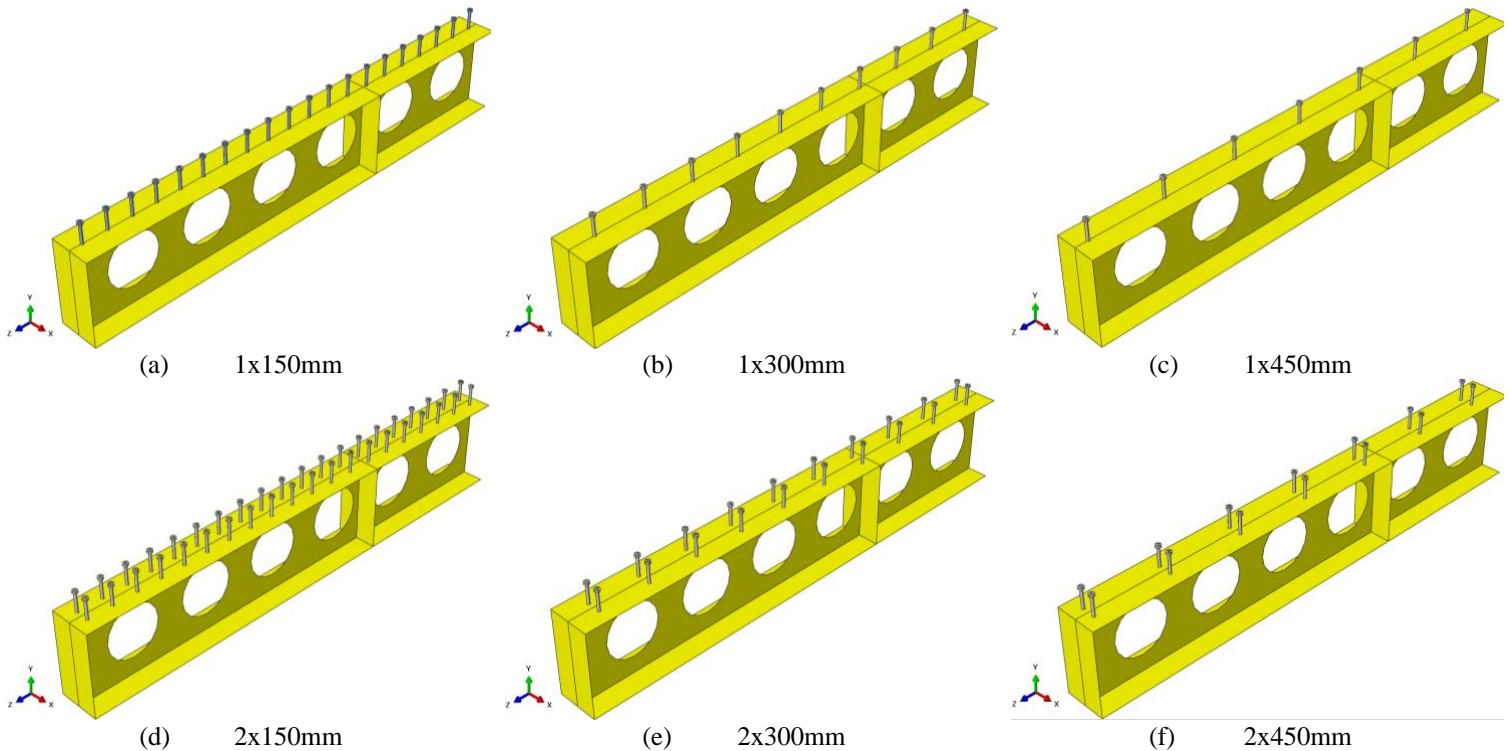 Y
Z
X
Y
Z
X
Y
Z
X
(a) 1x150mm
(b) 1x300mm
(c) 1x450mm
Y
Z
X
Y
Z
X
Y
Z
X
(d) 2x150mm
(e) 2x300mm
(f) 2x450mm